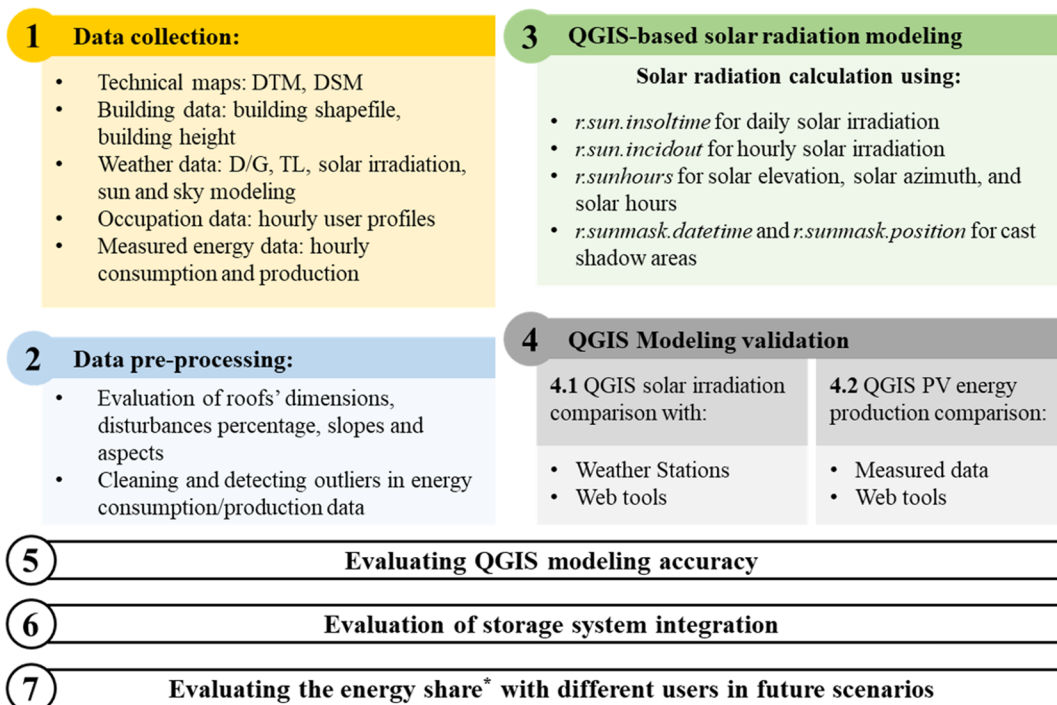 1 Data collection:
• Technical maps: DTM, DSM
• Building data: building shapefile,
building height
• Weather data: D/G, TL, solar irradiation,
sun and sky modeling
• Occupation data: hourly user profiles
• Measured energy data: hourly
consumption and production
2 Data pre-processing:
• Evaluation of roofs' dimensions,
disturbances percentage, slopes and
aspects
• Cleaning and detecting outliers in energy
consumption/production data
3 QGIS-based solar radiation modeling
Solar radiation calculation using:
• r.sun.insoltime for daily solar irradiation
• r.sun.incidout for hourly solar irradiation
• r.sunhours for solar elevation, solar azimuth, and
solar hours
• r.sunmask.datetime and r.sunmask.position for cast
shadow areas
4 QGIS Modeling validation
4.1 QGIS solar irradiation
comparison with:
• Weather Stations
• Web tools
4.2 QGIS PV energy
production comparison:
• Measured data
• Web tools
5 Evaluating QGIS modeling accuracy
6 Evaluation of storage system integration
7 Evaluating the energy share* with different users in future scenarios